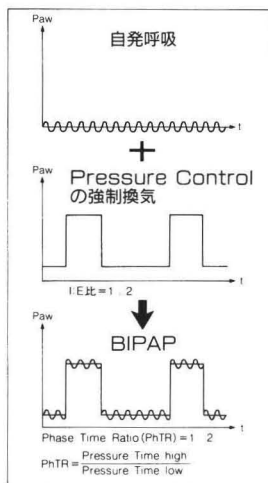 Paw
自発呼吸
t
+
Pressure Control
の強制換気
Paw
t
I:E比=1:2
BIPAP
Paw
t
Phase Time Ratio(PhTR)=1:2
PhTR=Pressure Time high
Pressure Time low